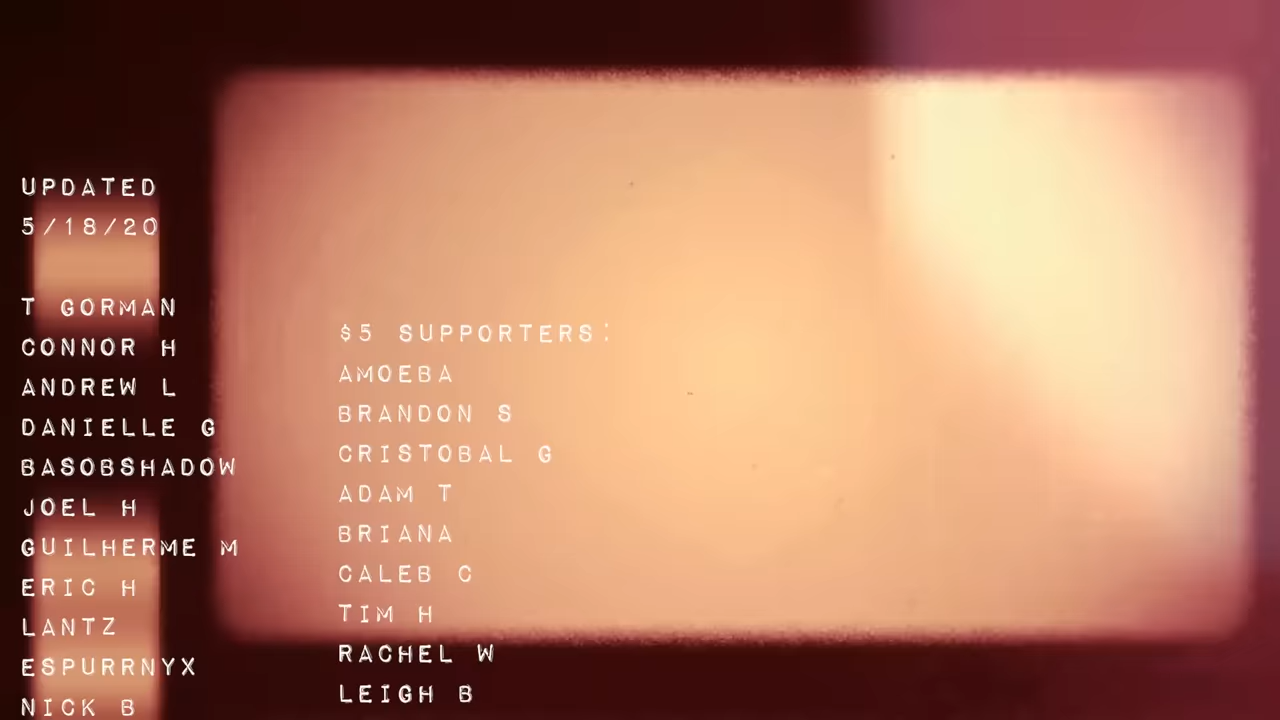 UPDATED
5/18/20
T GORMAN
CONNOR H
ANDREW L
DANIELLE G
BASOBSHADOW
JOEL H
GUILHERME M
ERIC H
LANTZ
ESPURRNYX
NICK B
$5 SUPPORTERS:
AMOEBA
BRANDON S
CRISTOBAL G
ADAM T
BRIANA
CALEB C
TIM H
RACHEL W
LEIGH B